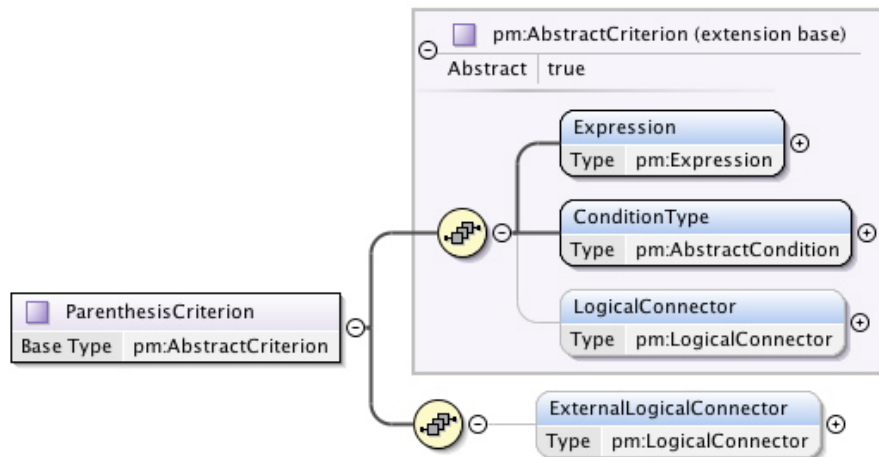 pm:AbstractCriterion (extension base)
Abstract true
Expression
Type pm:Expression
ConditionType
Type pm:AbstractCondition
LogicalConnector
Type pm:LogicalConnector
ParenthesisCriterion
Base Type pm:AbstractCriterion
ExternalLogicalConnector
Type pm:LogicalConnector